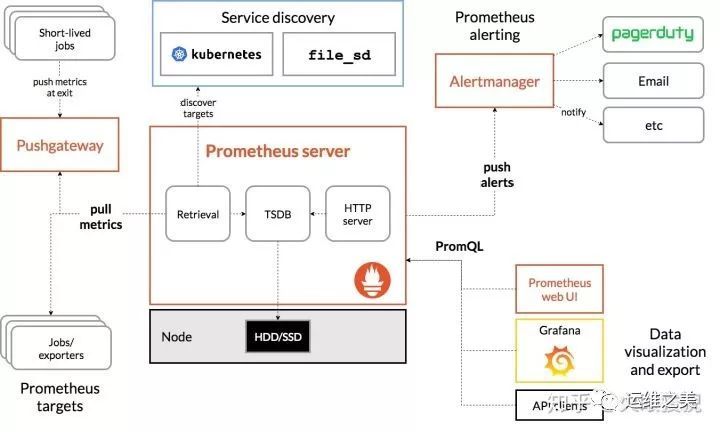 Short-lived
jobs
push metrics
at exit
Pushgateway
Service discovery
kubernetes
file_sd
discover
targets
Prometheus
alerting
Alertmanager
pagerduty
Email
etc
notify
Prometheus server
Retrieval
TSDB
HTTP
server
pull
metrics
push
alerts
PromQL
Node
HDD/SSD
Jobs/
exporters
Prometheus
targets
Prometheus
web UI
Grafana
API clients
Data
visualization
and export
知乎
运维之美